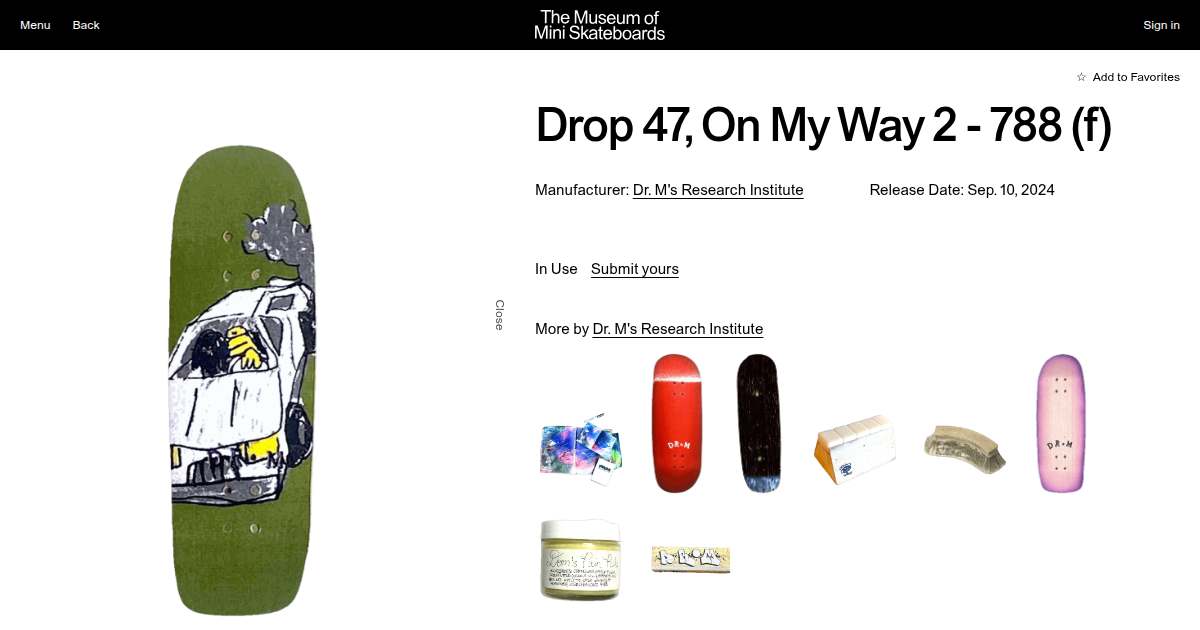 Menu
Back
The Museum of
Mini Skateboards
Sign in
☆ Add to Favorites
Drop 47, On My Way 2 - 788 (f)
Manufacturer: Dr. M's Research Institute
Release Date: Sep. 10, 2024
In Use
Submit yours
Close
More by Dr. M's Research Institute
DR•M
DR•M